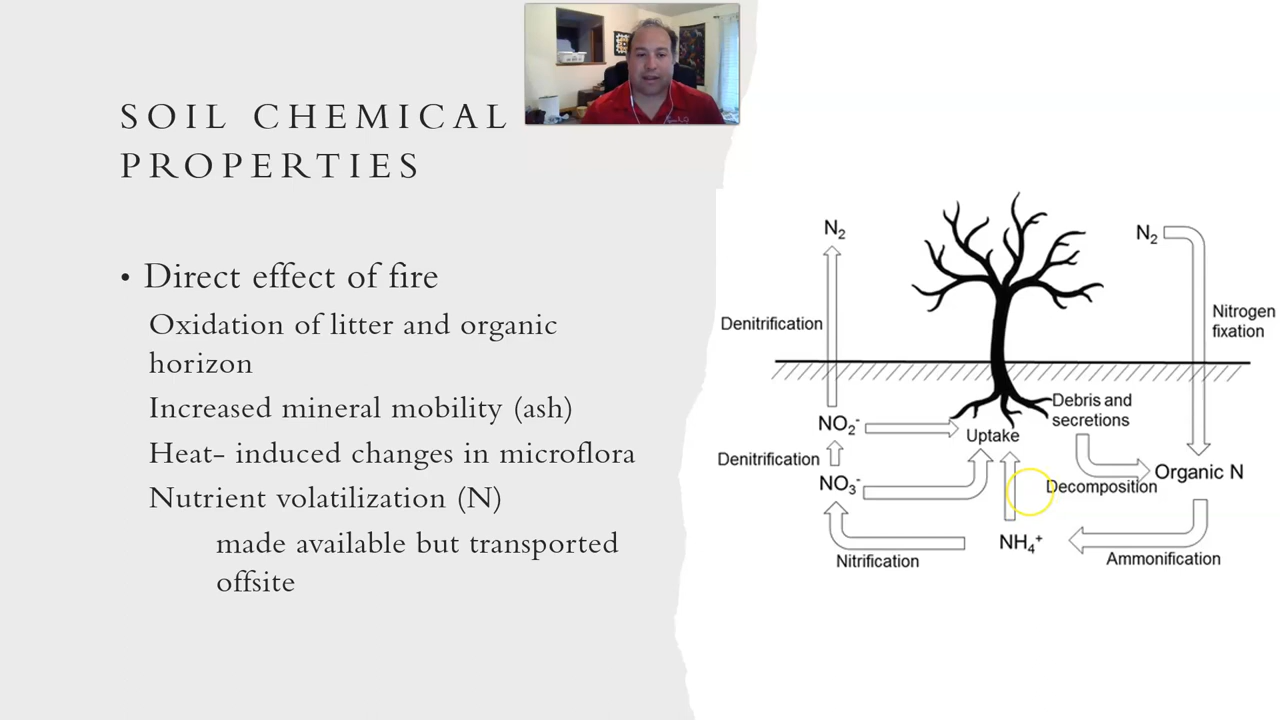 SOIL CHEMICAL
PROPERTIES
• Direct effect of fire
Oxidation of litter and organic
horizon
Increased mineral mobility (ash)
Heat- induced changes in microflora
Nutrient volatilization (N)
made available but transported
offsite
N₂
N₂
Denitrification
Nitrogen
fixation
Debris and
secretions
NO₂⁻
Uptake
Denitrification
Organic N
NO₃⁻
Decomposition
NH₄⁺
Nitrification
Ammonification